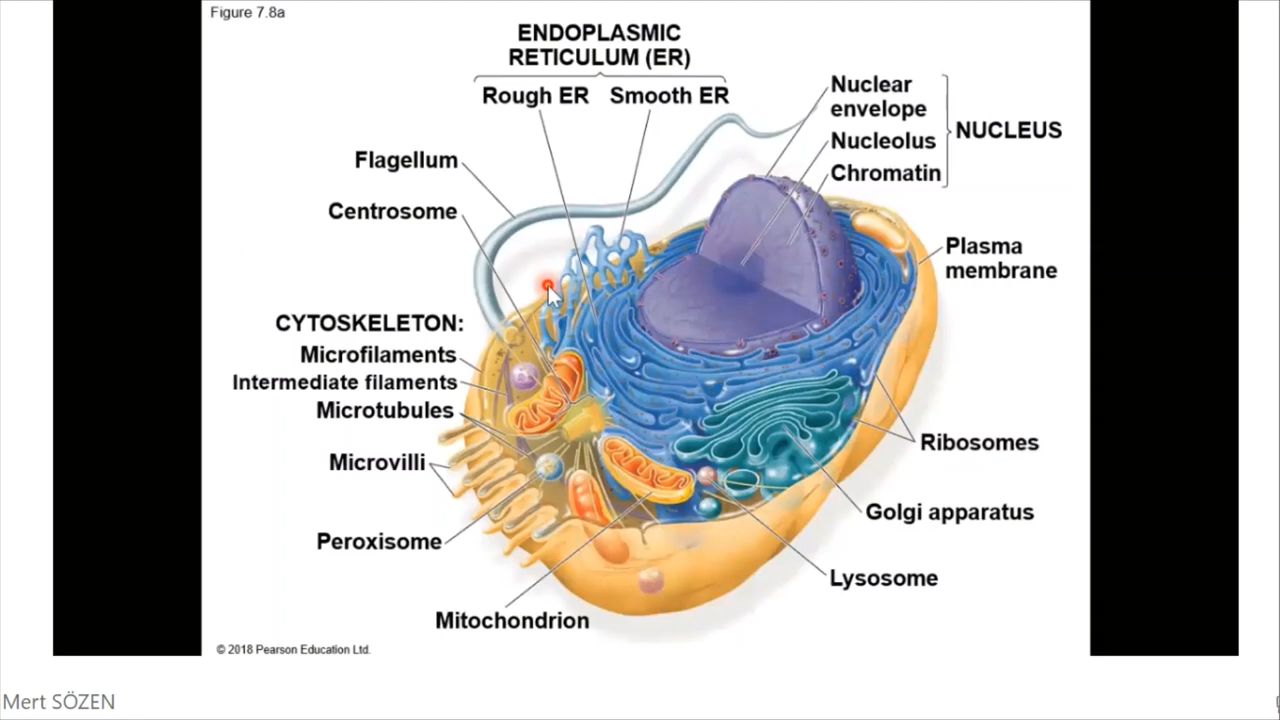 Figure 7.8a
ENDOPLASMIC
RETICULUM (ER)
Rough ER
Smooth ER
Nuclear
envelope
Nucleolus
Chromatin
NUCLEUS
Flagellum
Centrosome
Plasma
membrane
CYTOSKELETON:
Microfilaments
Intermediate filaments
Microtubules
Microvilli
Ribosomes
Golgi apparatus
Peroxisome
Lysosome
Mitochondrion
© 2018 Pearson Education Ltd.
Mert SÖZEN